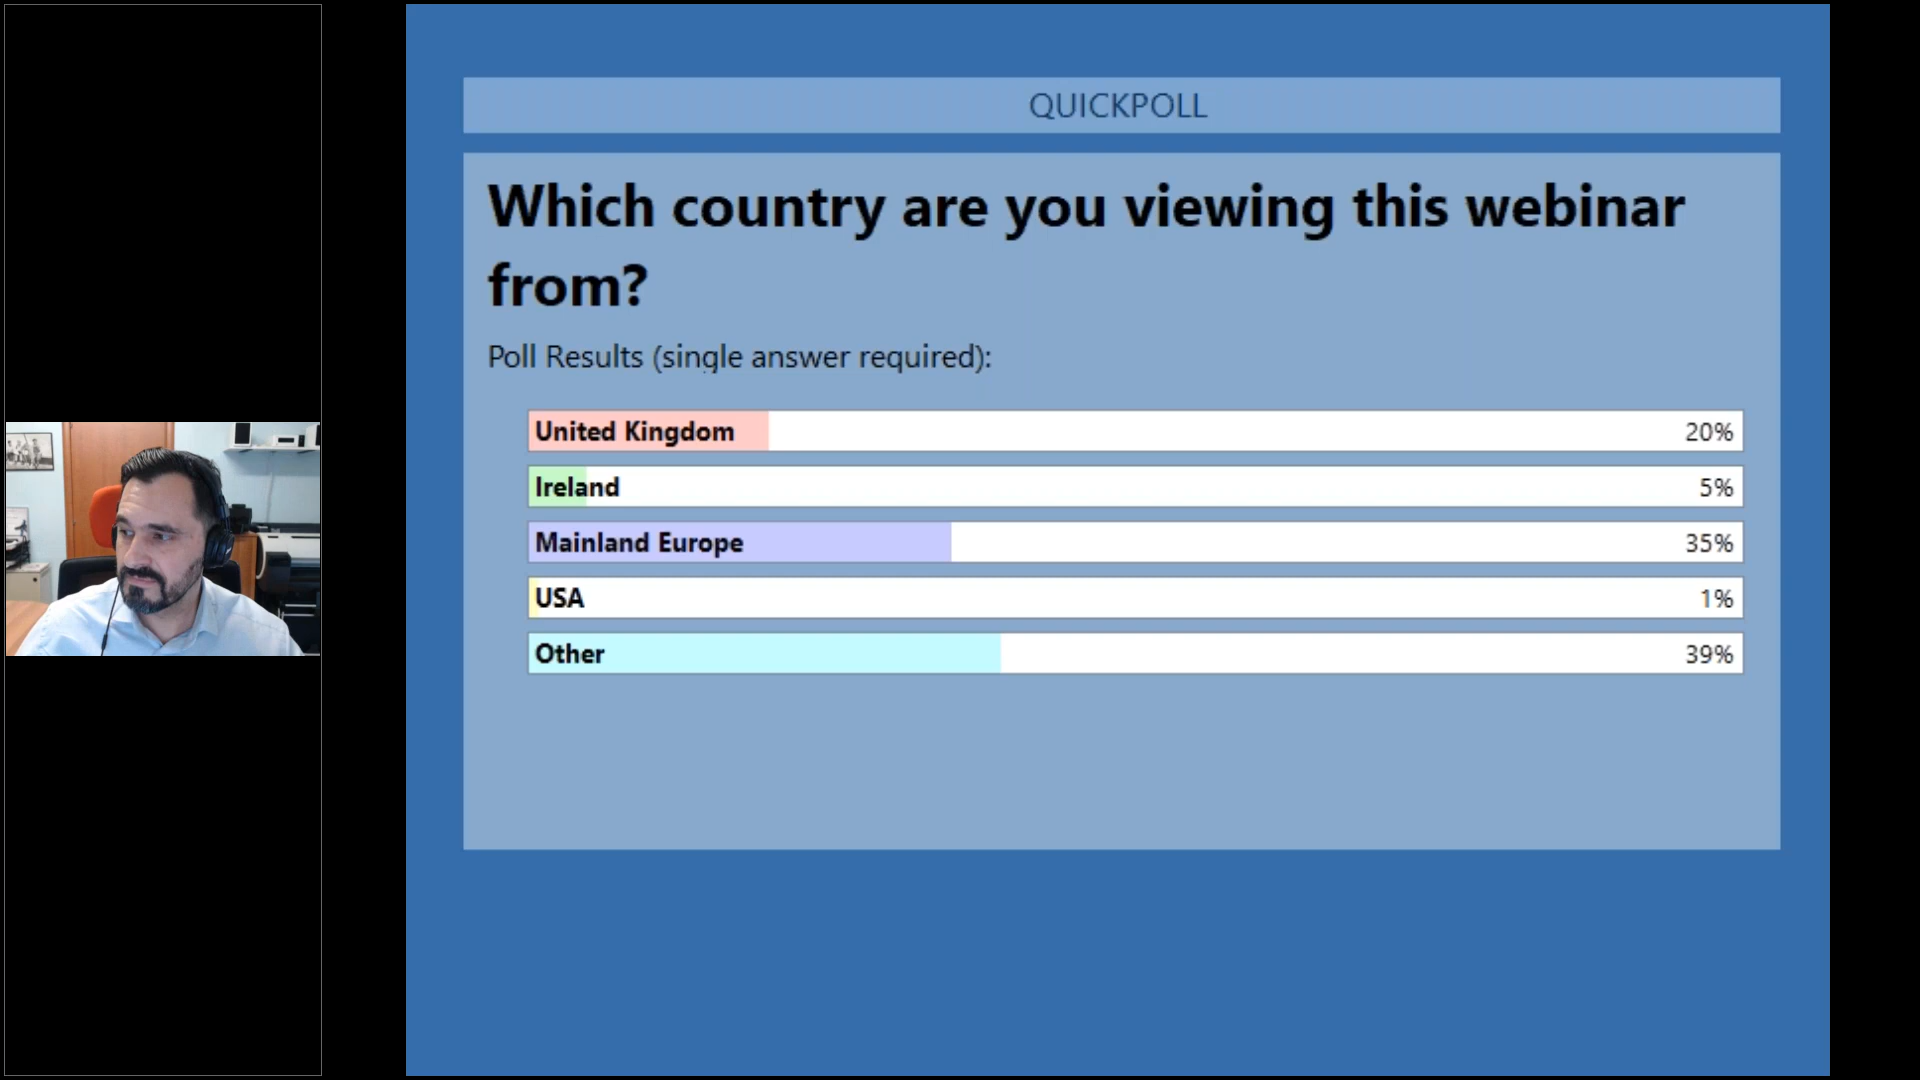 QUICKPOLL
Which country are you viewing this webinar
from?
Poll Results (single answer required):
United Kingdom 20%
Ireland 5%
Mainland Europe 35%
USA 1%
Other 39%